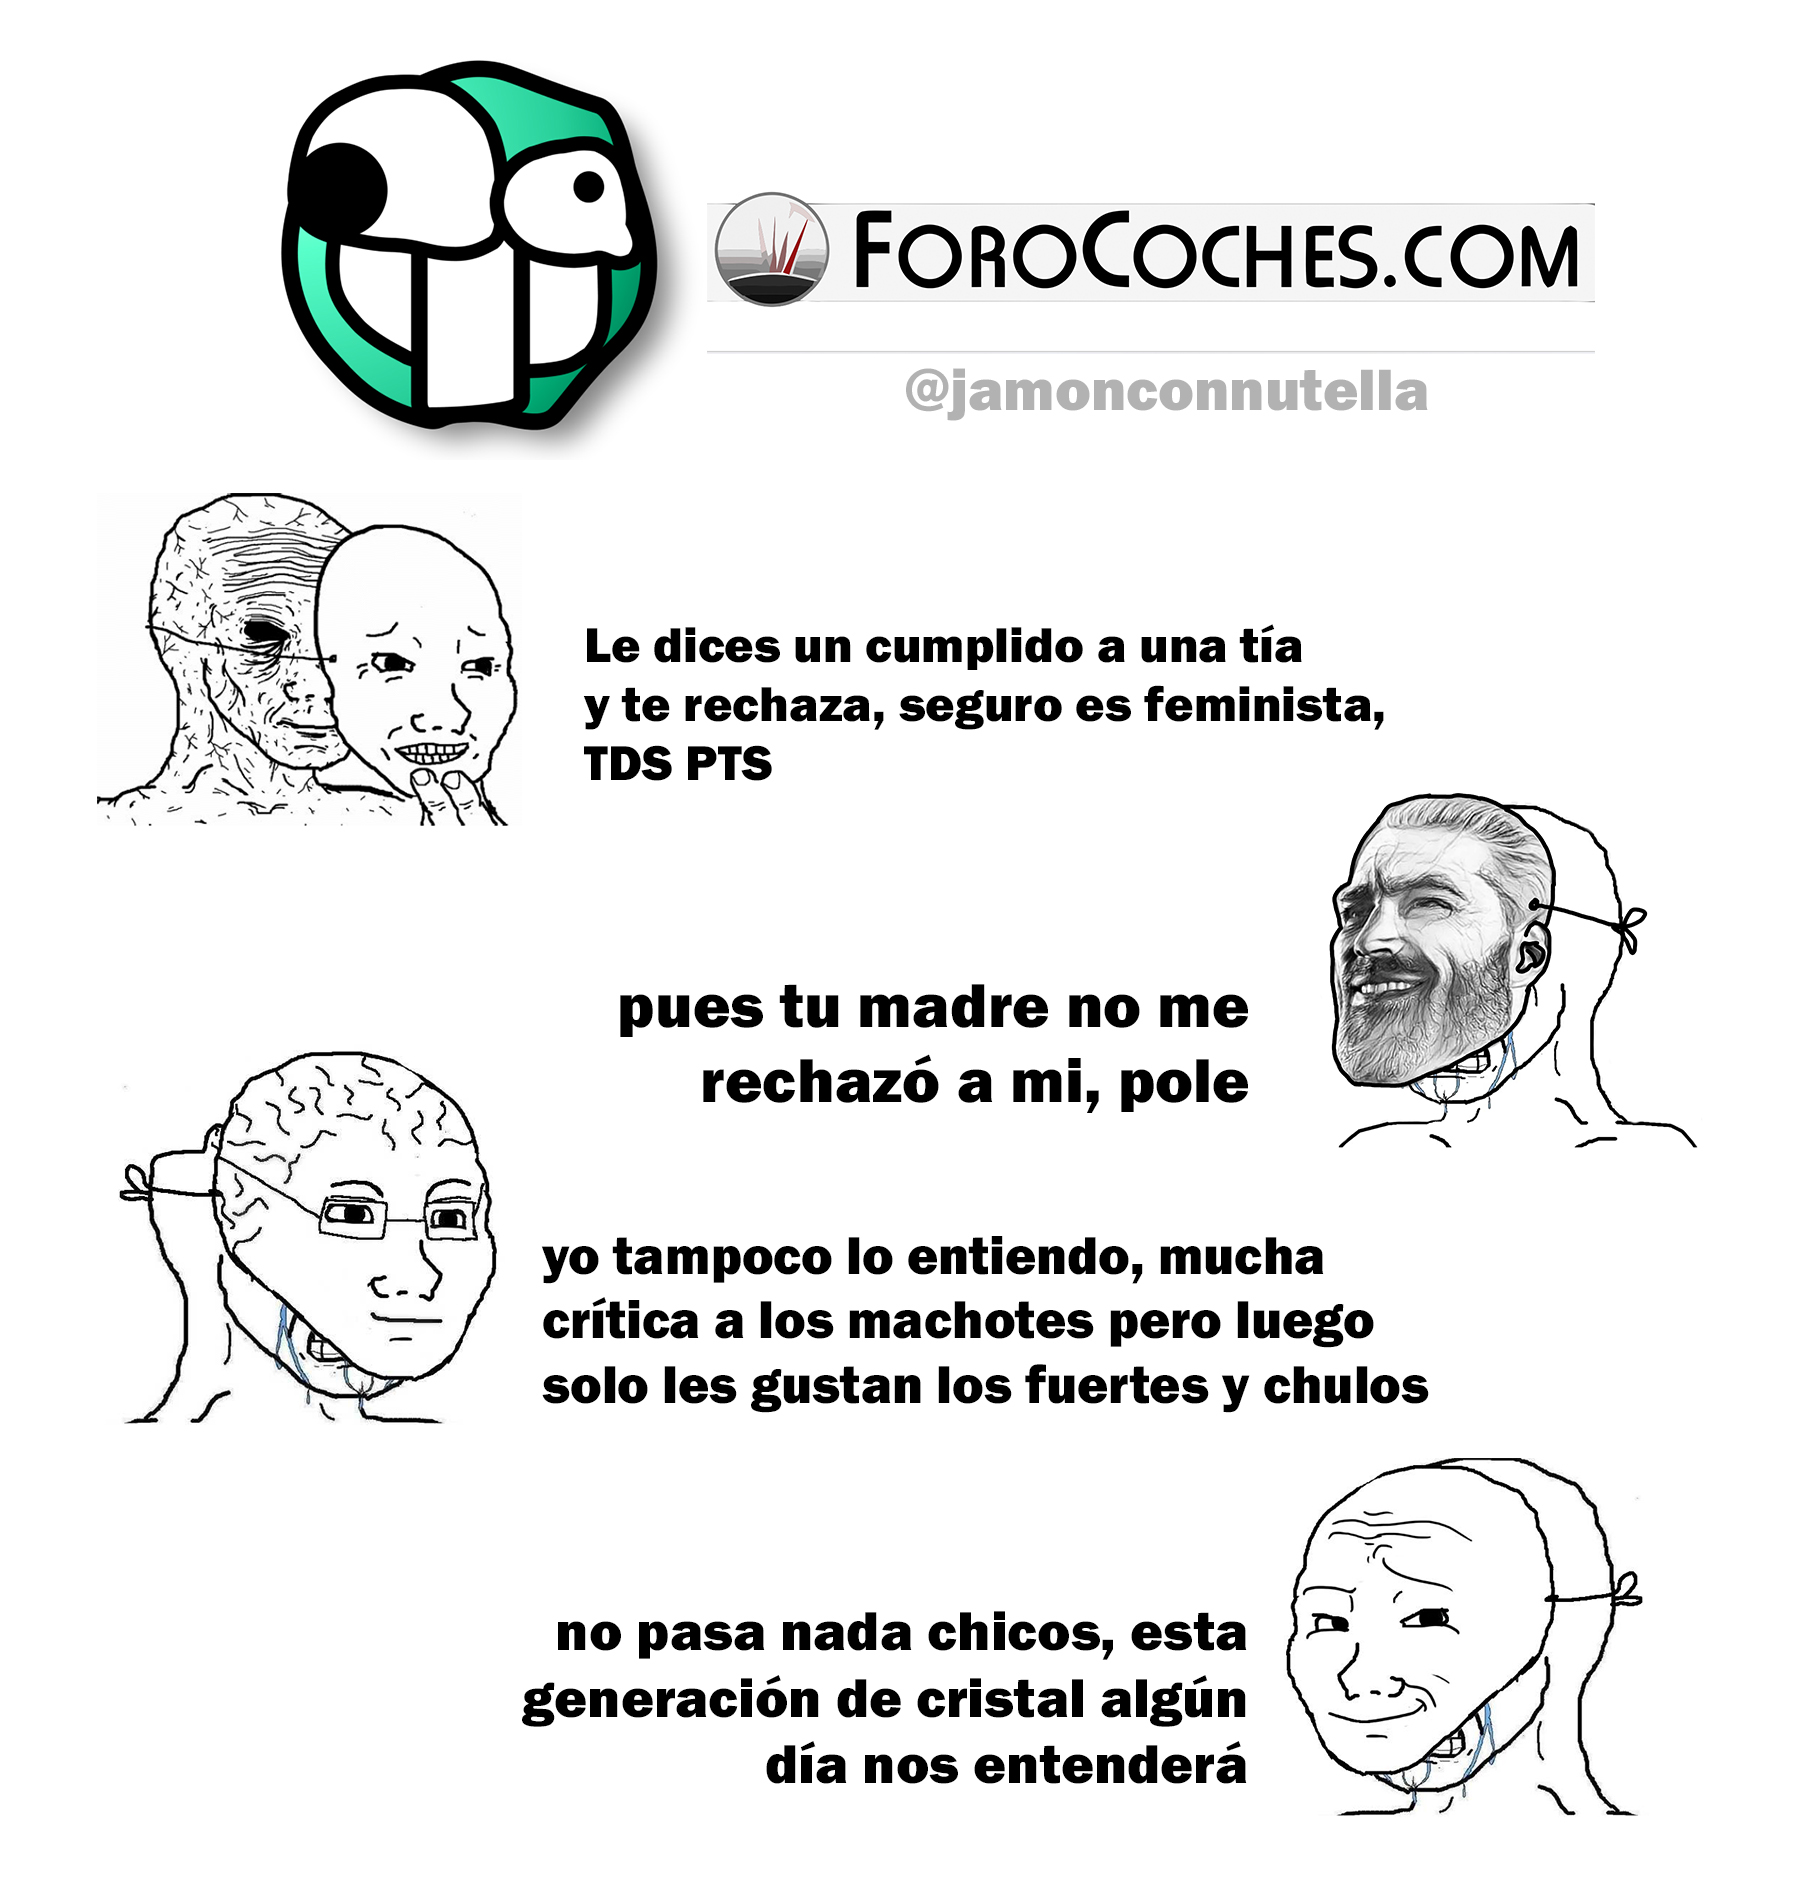 FOROCOCHES.COM
@jamonconnutella
Le dices un cumplido a una tía
y te rechaza, seguro es feminista,
TDS PTS
pues tu madre no me
rechazó a mi, pole
yo tampoco lo entiendo, mucha
crítica a los machotes pero luego
solo les gustan los fuertes y chulos
no pasa nada chicos, esta
generación de cristal algún
día nos entenderá